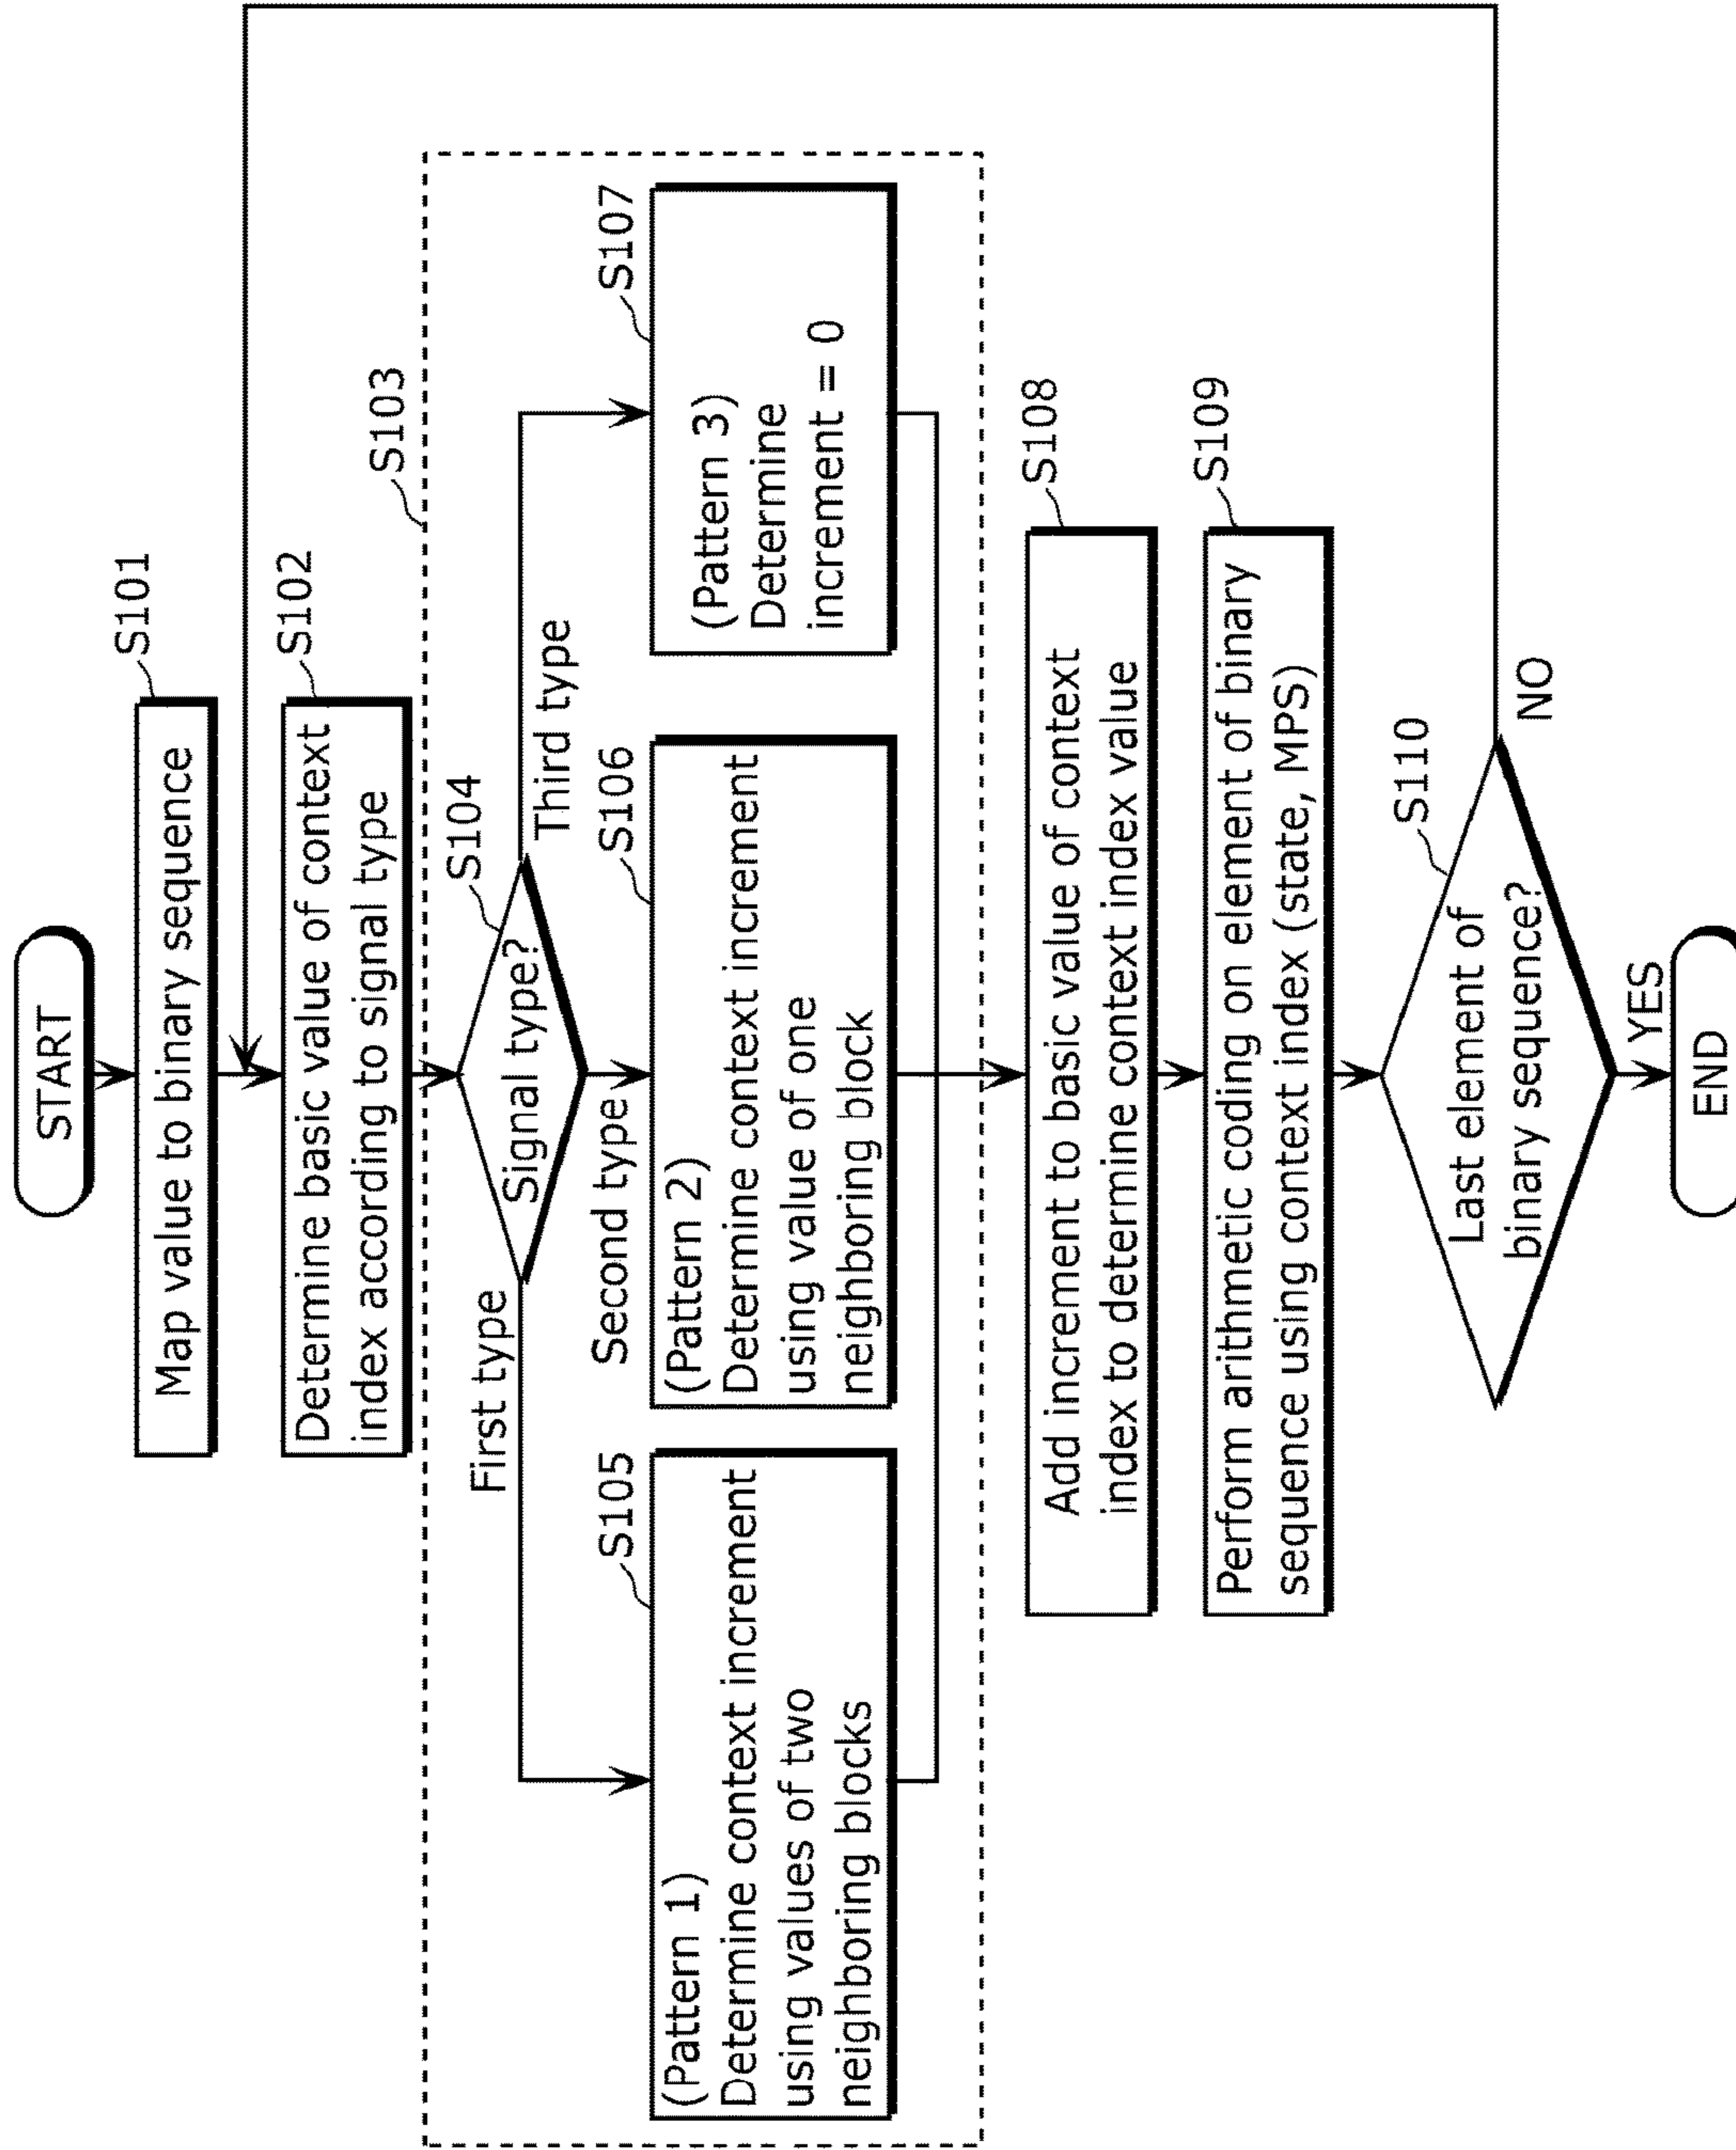 START
S101
Map value to binary sequence
S102
Determine basic value of context
index according to signal type
S103
S104
Signal type?
First type
Second type
Third type
S105
(Pattern 1)
Determine context increment
using values of two
neighboring blocks
S106
(Pattern 2)
Determine context increment
using value of one
neighboring block
S107
(Pattern 3)
Determine
increment = 0
S108
Add increment to basic value of context
index to determine context index value
S109
Perform arithmetic coding on element of binary
sequence using context index (state, MPS)
S110
Last element of
binary sequence?
NO
YES
END